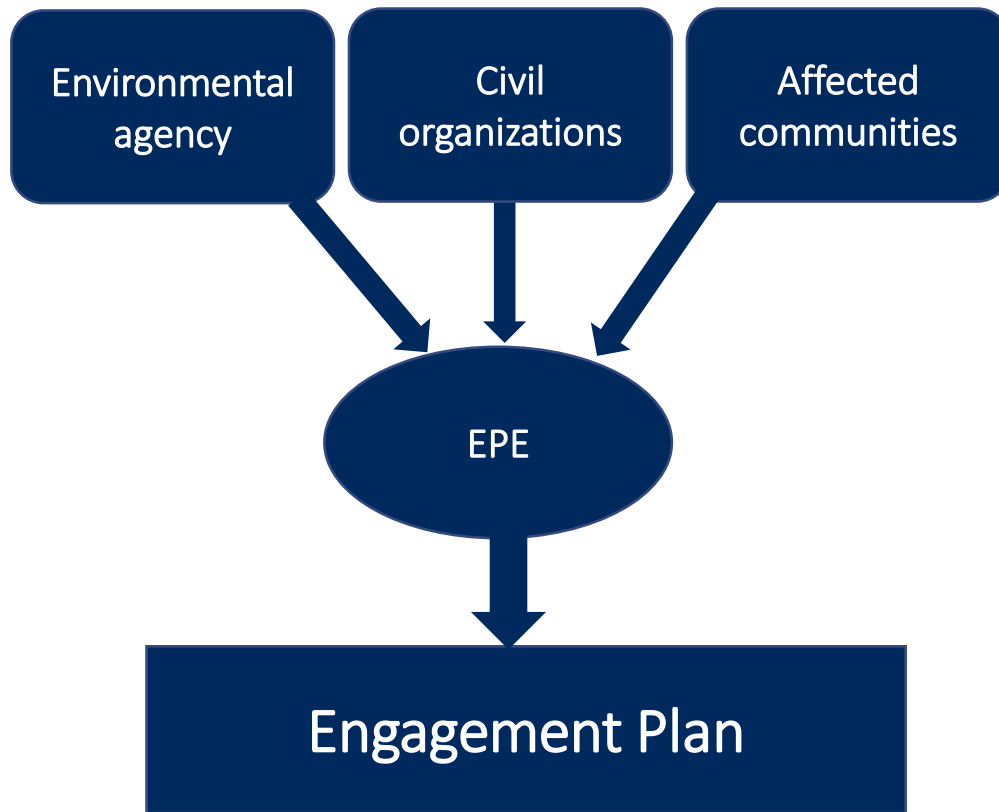 Environmental
agency
Civil
organizations
Affected
communities
EPE
Engagement Plan